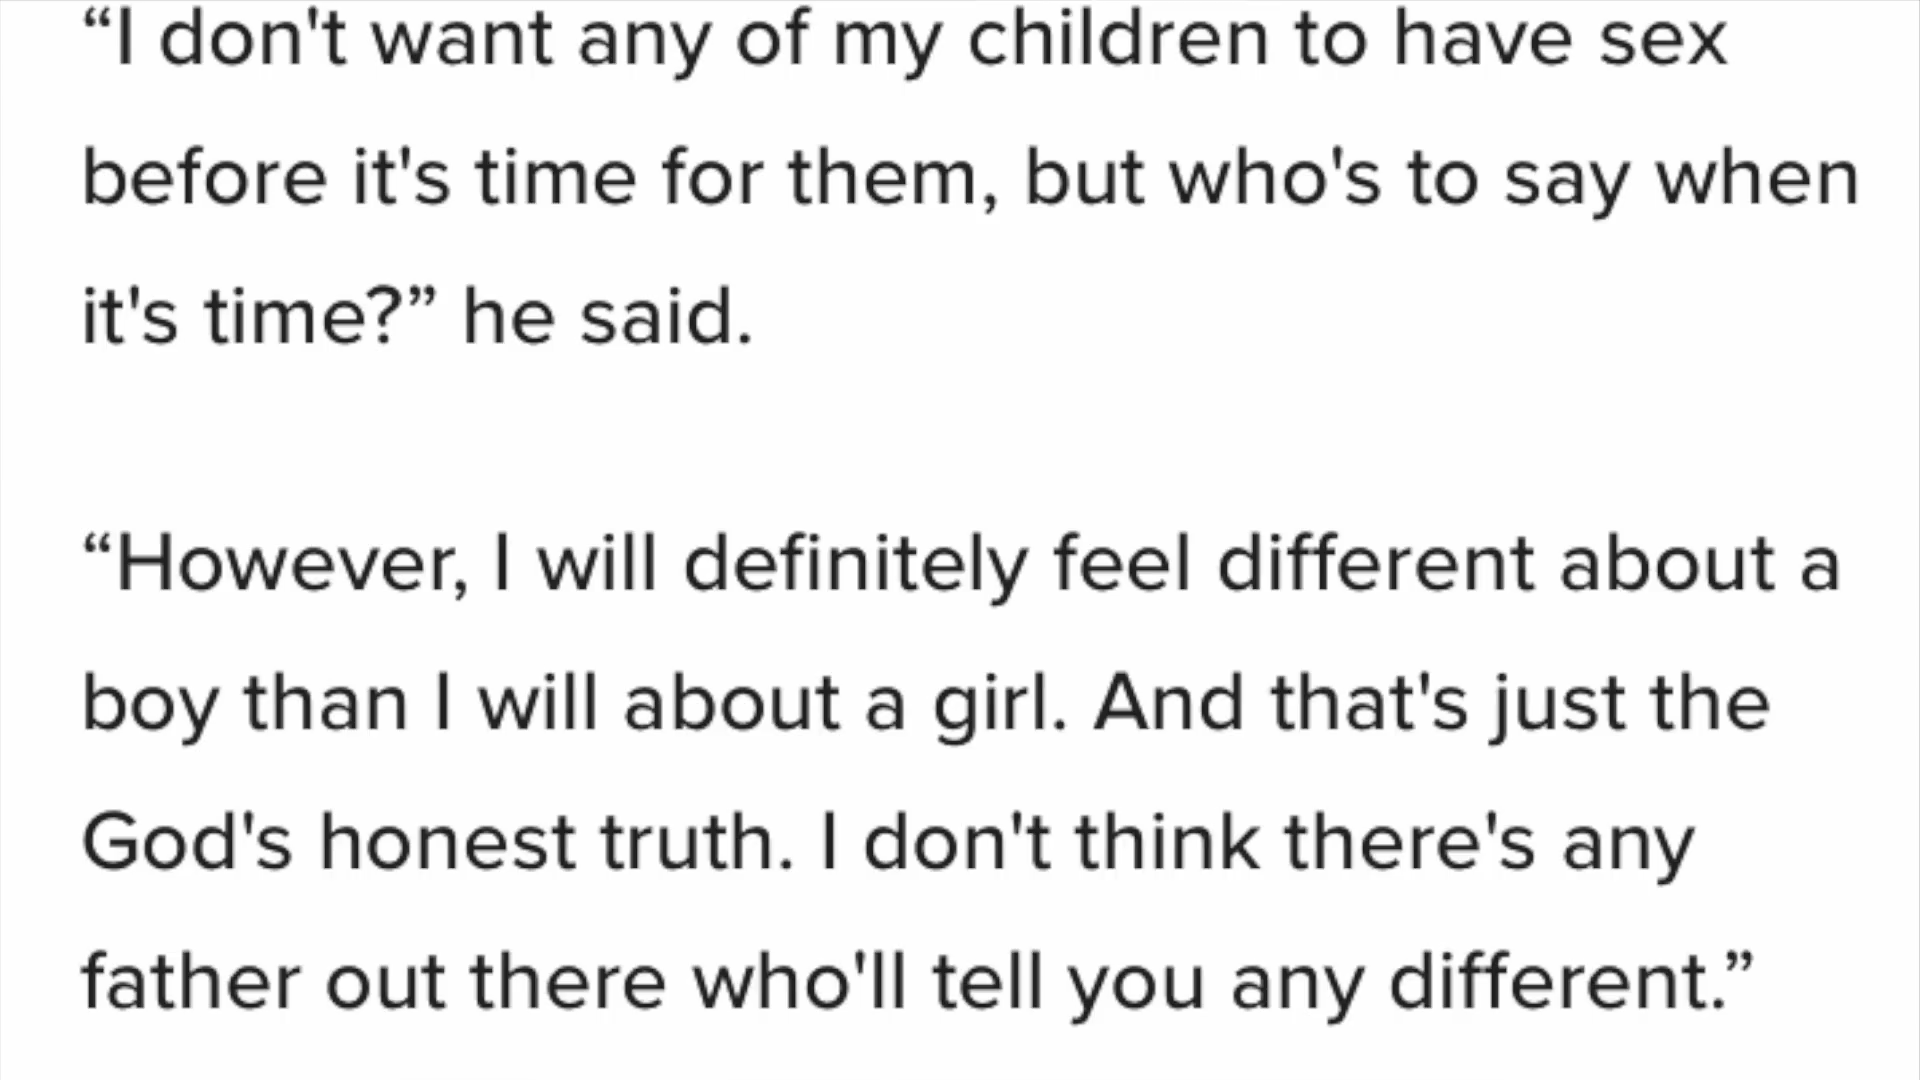 “I don't want any of my children to have sex
before it's time for them, but who's to say when
it's time?” he said.
“However, I will definitely feel different about a
boy than I will about a girl. And that's just the
God's honest truth. I don't think there's any
father out there who'll tell you any different.”